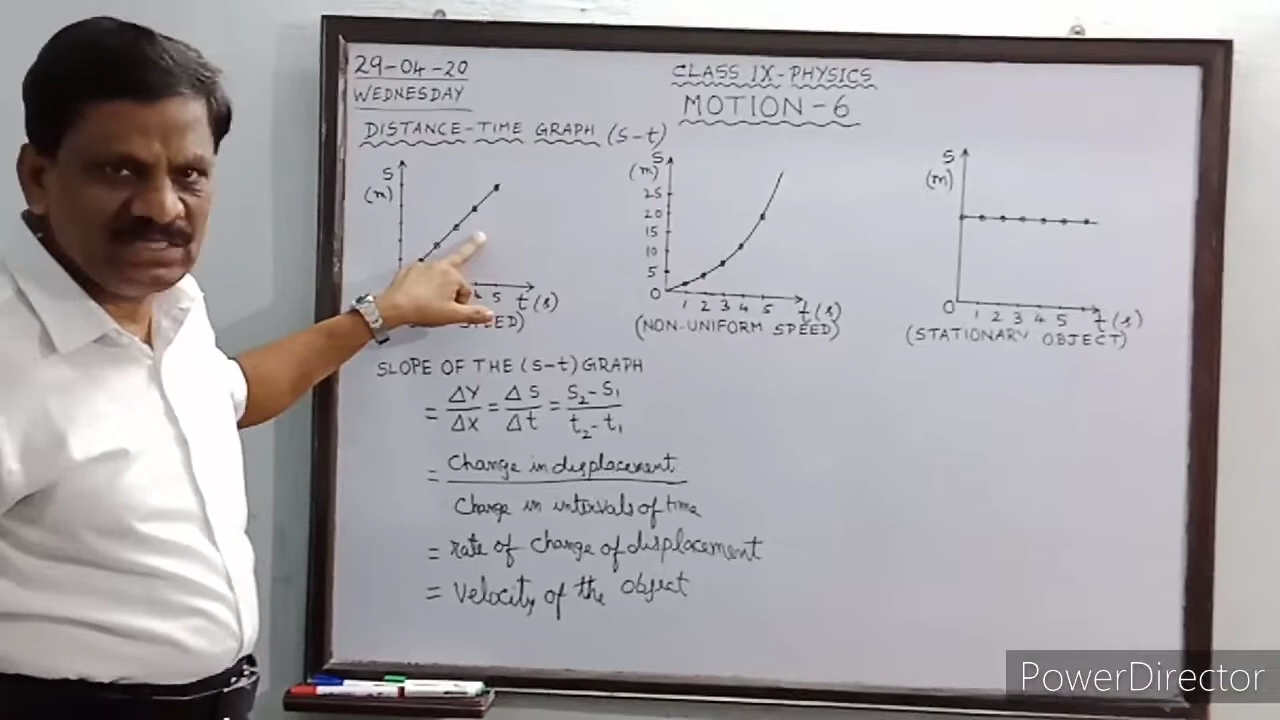 29-04-20
WEDNESDAY
CLASS IX-PHYSICS
MOTION-6
DISTANCE-TIME GRAPH (S-t)
S
(m)
5
t(s)
SPEED)
S
(m)
25
20
15
10
5
0
1 2 3 4 5
t(s)
(NON-UNIFORM SPEED)
S
(m)
0
1 2 3 4 5
t(s)
(STATIONARY OBJECT)
SLOPE OF THE (S-t) GRAPH
= ΔY/ΔX = ΔS/Δt = S₂-S₁/t₂-t₁
= Change in displacement
Change in intervals of time
= rate of change of displacement
= Velocity of the object
PowerDirector